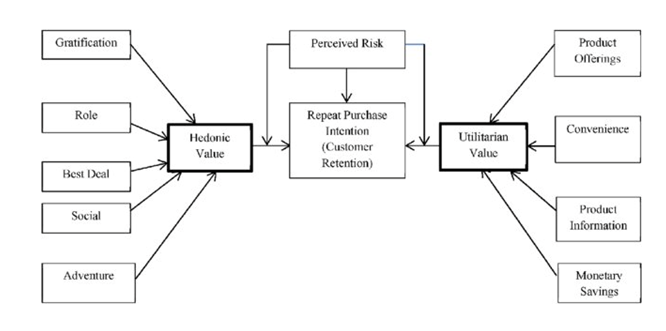 Gratification
Role
Best Deal
Social
Adventure
Hedonic
Value
Perceived Risk
Repeat Purchase
Intention
(Customer
Retention)
Utilitarian
Value
Product
Offerings
Convenience
Product
Information
Monetary
Savings